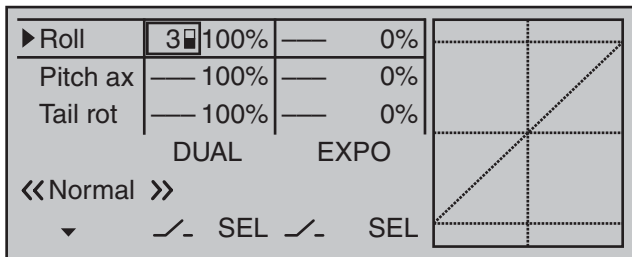 Roll 3 100% ––– 0%
Pitch ax ––– 100% ––– 0%
Tail rot ––– 100% ––– 0%
DUAL EXPO
«Normal »
SEL SEL